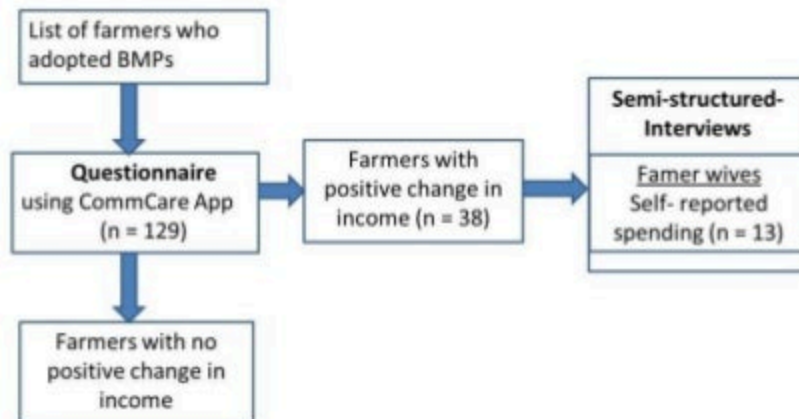 List of farmers who
adopted BMPs
Questionnaire
using CommCare App
(n = 129)
Farmers with
positive change in
income (n = 38)
Semi-structured-
Interviews
Famer wives
Self- reported
spending (n = 13)
Farmers with no
positive change in
income